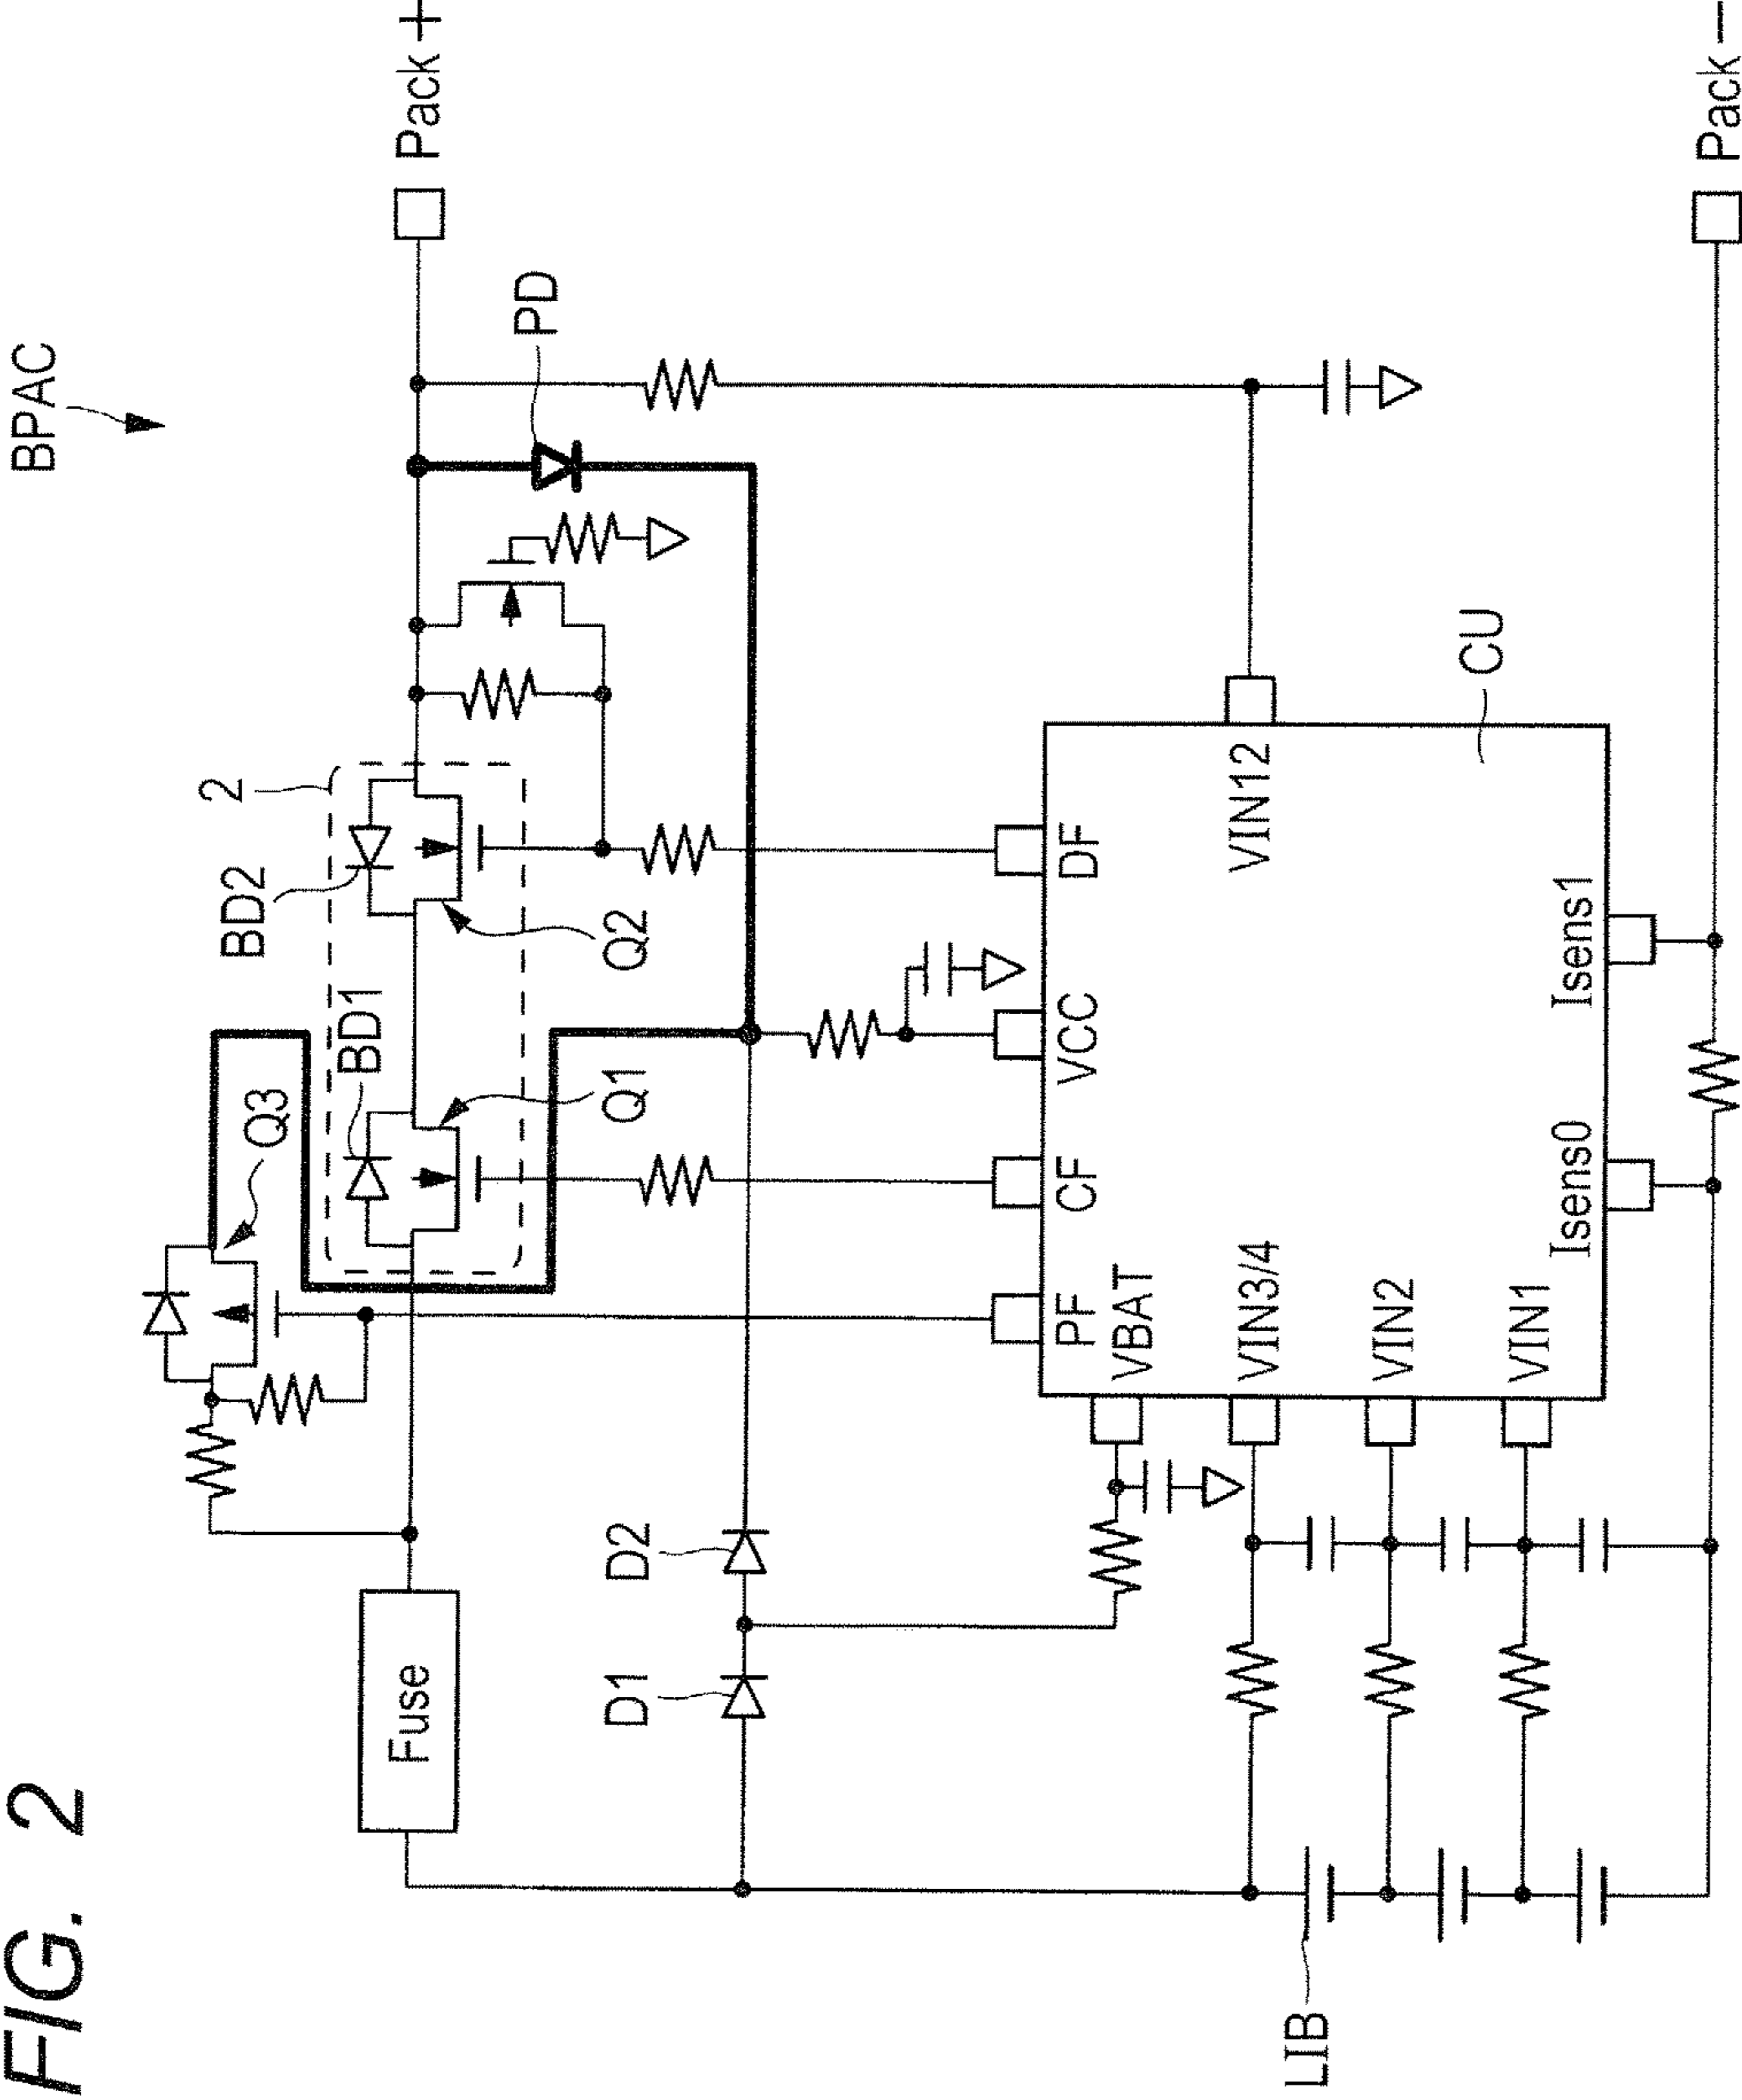 FIG. 2
BPAC
Pack +
PD
2
BD2
BD1
Q3
Q2
Q1
Fuse
D1
D2
PF
CF
VCC
DF
VBAT
VIN3/4
VIN2
VIN1
VIN12
CU
Isens0
Isens1
LIB
Pack −